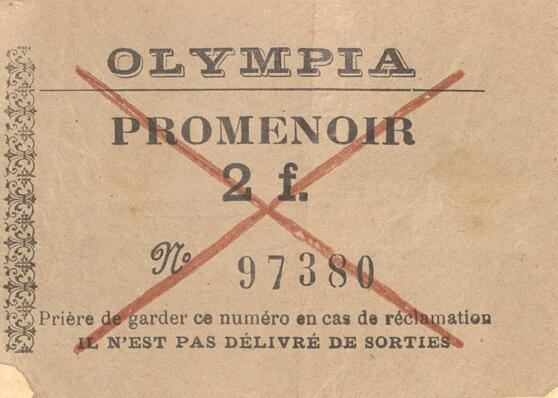 OLYMPIA
PROMENOIR
2 f.
No. 97380
Prière de garder ce numéro en cas de réclamation
IL N'EST PAS DÉLIVRÉ DE SORTIES